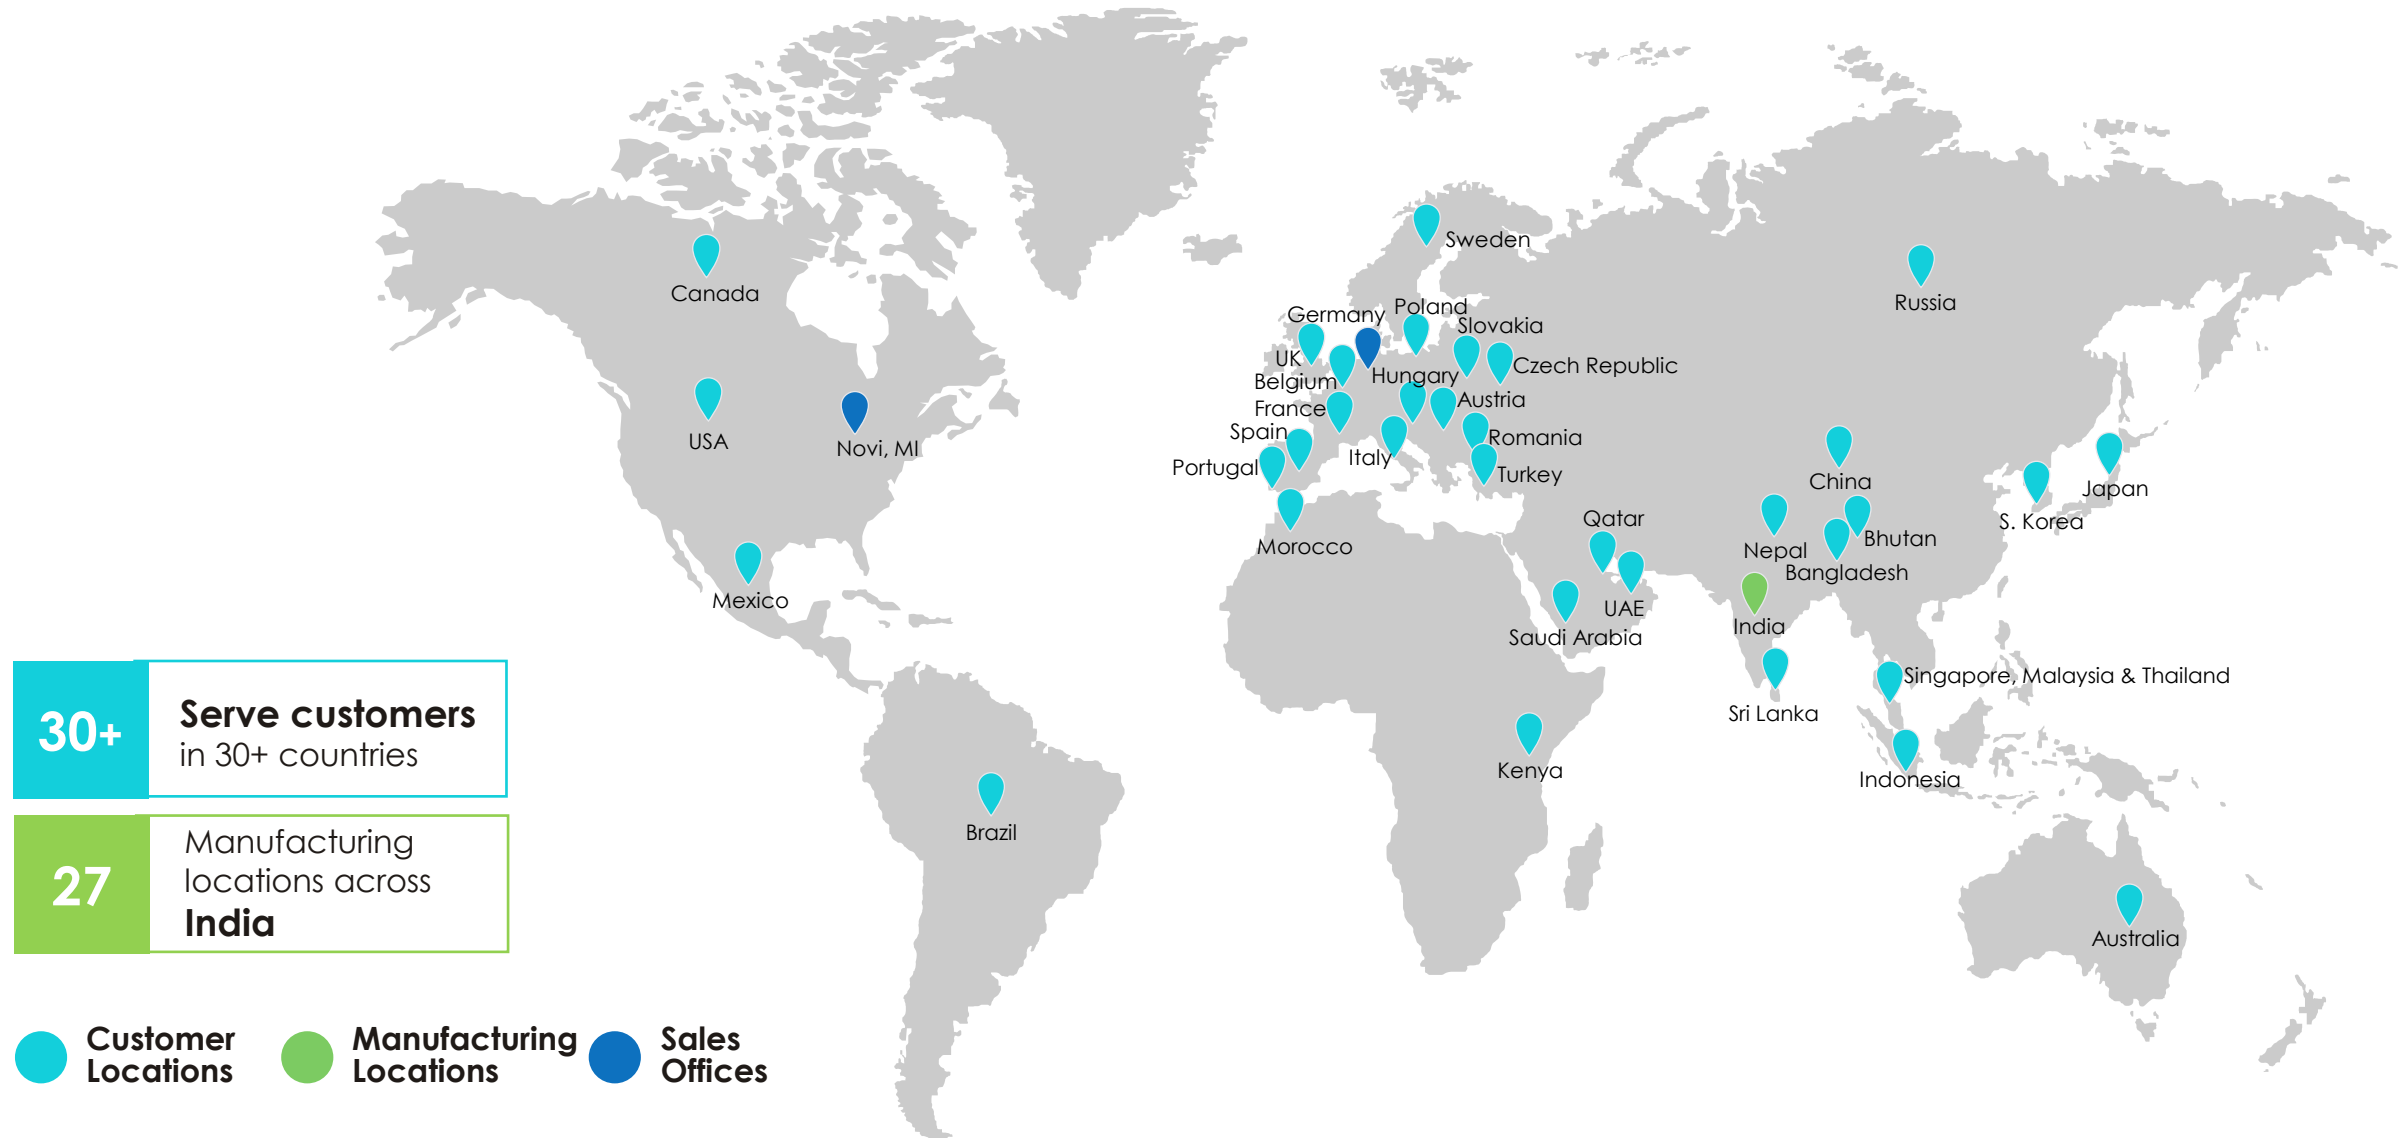 Sweden
Canada
Russia
Germany
Poland
Slovakia
UK
Czech Republic
Belgium
Hungary
Austria
France
Spain
Romania
USA
Novi, MI
Italy
Portugal
Turkey
China
Japan
Qatar
S. Korea
Bhutan
Morocco
Nepal
Bangladesh
Mexico
UAE
India
Saudi Arabia
Singapore, Malaysia & Thailand
Sri Lanka
Kenya
Indonesia
Brazil
Australia
30+
Serve customers
in 30+ countries
27
Manufacturing
locations across
India
Customer
Locations
Manufacturing
Locations
Sales
Offices